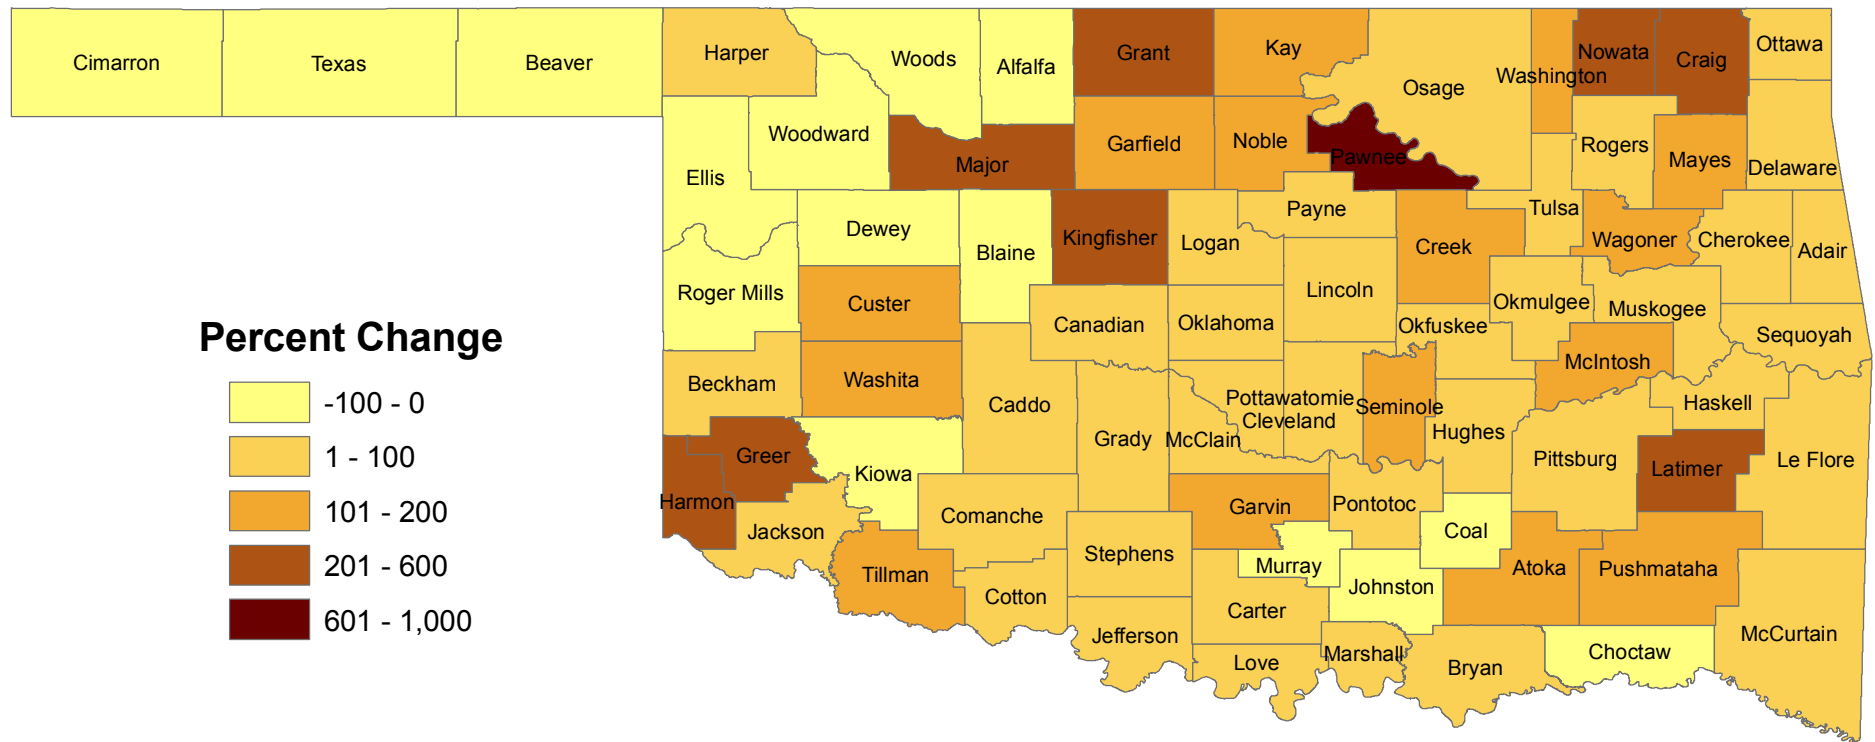 Cimarron
Texas
Beaver
Harper
Woods
Alfalfa
Grant
Kay
Osage
Washington
Nowata
Craig
Ottawa
Woodward
Major
Garfield
Noble
Pawnee
Rogers
Mayes
Delaware
Ellis
Dewey
Blaine
Kingfisher
Logan
Payne
Creek
Tulsa
Wagoner
Cherokee
Adair
Roger Mills
Custer
Canadian
Oklahoma
Lincoln
Okfuskee
Okmulgee
Muskogee
Sequoyah
Percent Change
-100 - 0
1 - 100
101 - 200
201 - 600
601 - 1,000
Beckham
Washita
Caddo
Grady
McClain
Pottawatomie
Cleveland
Seminole
Hughes
McIntosh
Haskell
Pittsburg
Latimer
Le Flore
Greer
Harmon
Kiowa
Jackson
Comanche
Stephens
Garvin
Pontotoc
Coal
Murray
Johnston
Atoka
Pushmataha
Tillman
Cotton
Jefferson
Carter
Love
Marshall
Bryan
Choctaw
McCurtain